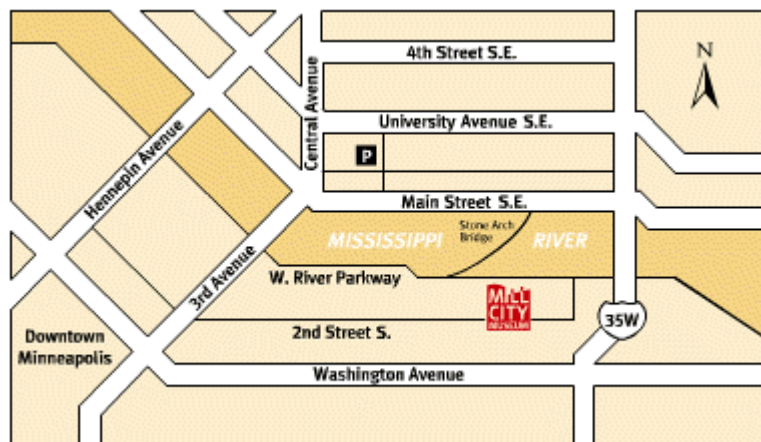 4th Street S.E.
N
Central Avenue
University Avenue S.E.
P
Hennepin Avenue
Main Street S.E.
MISSISSIPPI
Stone Arch
Bridge
RIVER
3rd Avenue
W. River Parkway
MILL
CITY
MUSEUM
35W
2nd Street S.
Downtown
Minneapolis
Washington Avenue